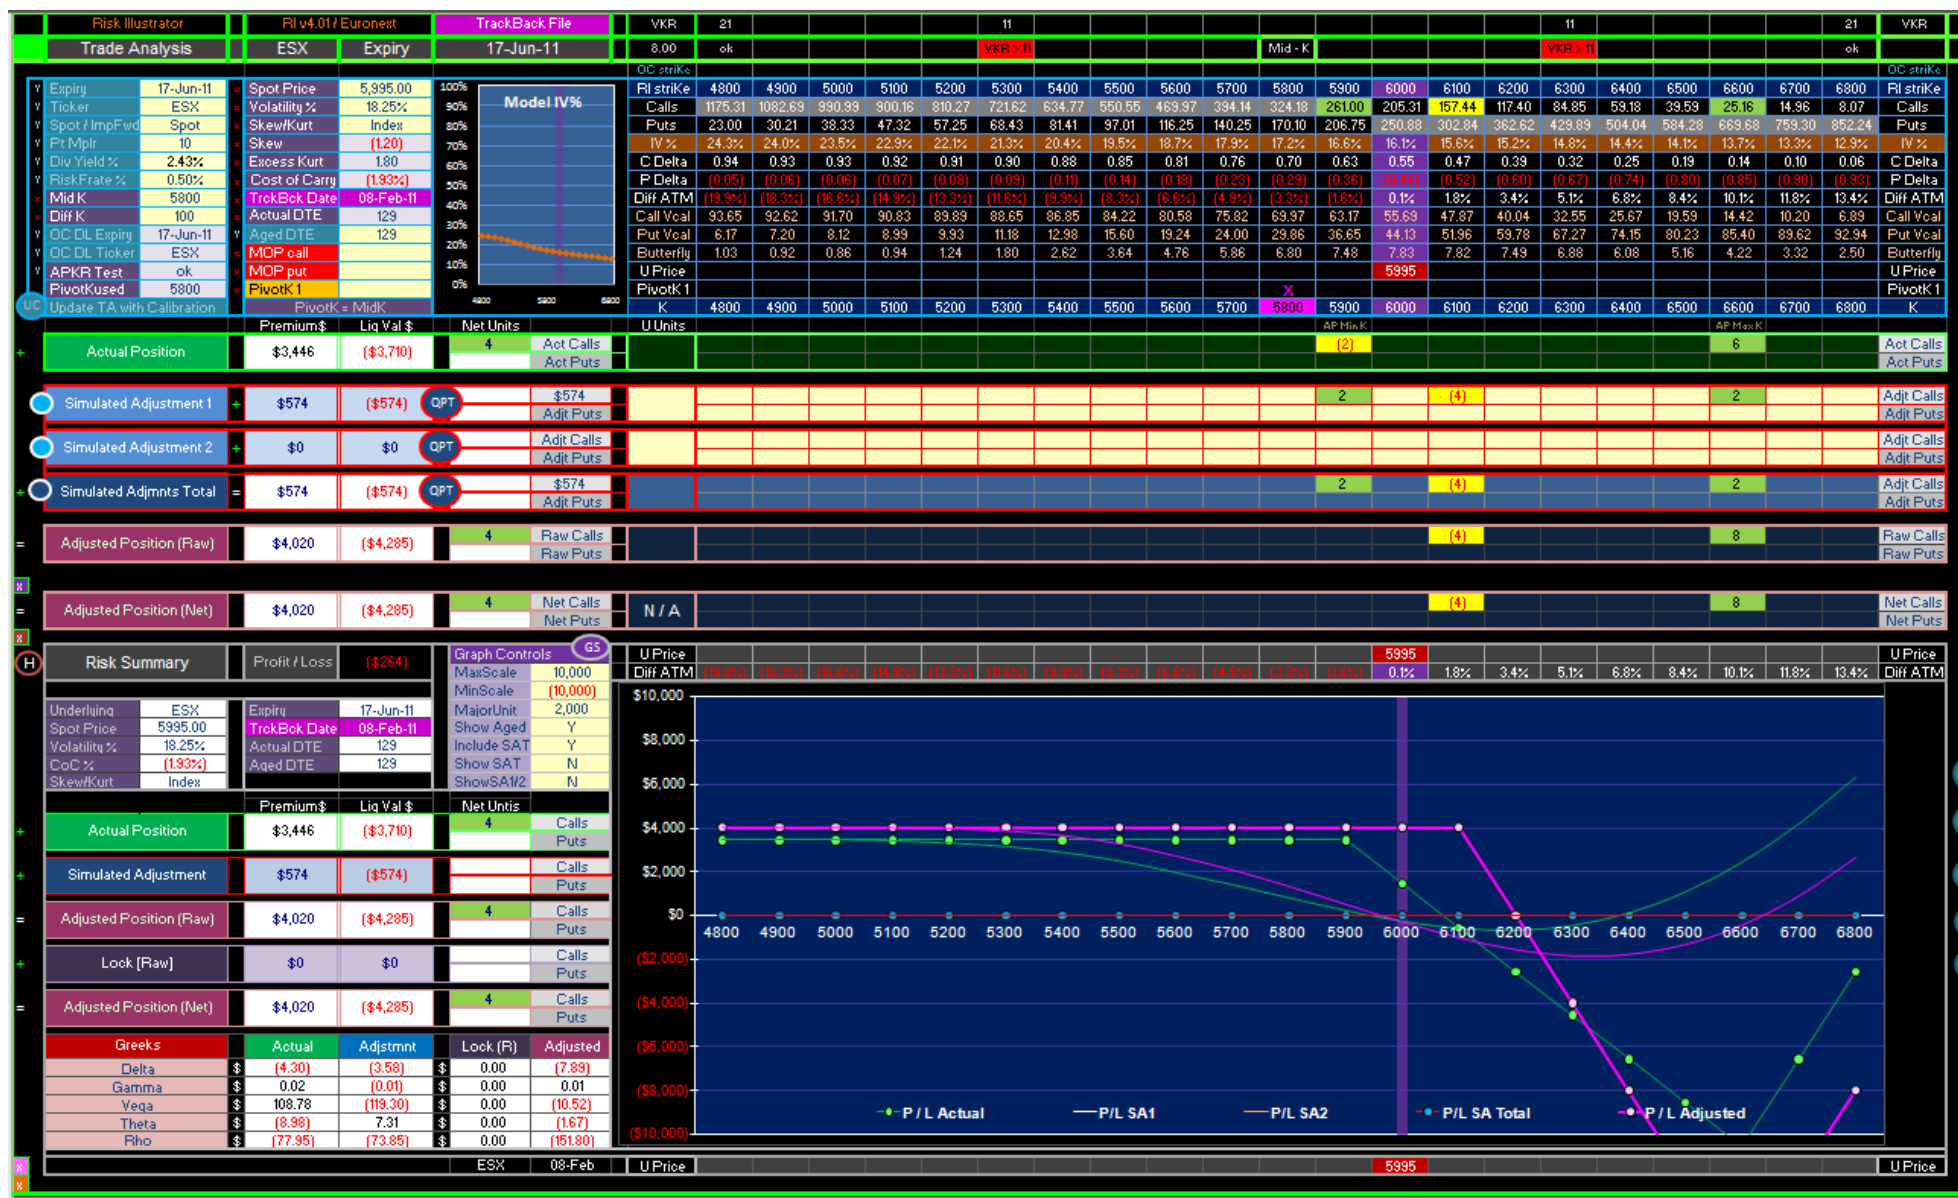 Risk Illustrator RI v4.01 / Euronext TrackBack File VKR 21 11 11 21 VKR
Trade Analysis ESX Expiry 17-Jun-11 8.00 ok VKR > 11 Mid - K VKR > 11 ok
OC striKe OC striKe
Y Expiry 17-Jun-11 Spot Price 5,995.00 RI striKe 4800 4900 5000 5100 5200 5300 5400 5500 5600 5700 5800 5900 6000 6100 6200 6300 6400 6500 6600 6700 6800 RI striKe
Y Ticker ESX Volatility % 18.25% Calls 1175.31 1082.69 990.99 900.16 810.27 721.62 634.77 550.55 469.97 394.14 324.18 261.00 205.31 157.44 117.40 84.85 59.18 39.59 25.16 14.96 8.07 Calls
Y Spot / ImpFwd Spot Skew/Kurt Index Puts 23.00 30.21 38.33 47.32 57.25 68.43 81.41 97.01 116.25 140.25 170.10 206.75 250.88 302.84 362.62 429.89 504.04 584.28 669.68 759.30 852.24 Puts
Y Pt Mplr 10 Skew (1.20) IV % 24.3% 24.0% 23.5% 22.9% 22.1% 21.3% 20.4% 19.5% 18.7% 17.9% 17.2% 16.6% 16.1% 15.6% 15.2% 14.8% 14.4% 14.1% 13.7% 13.3% 12.9% IV %
Y Div Yield % 2.43% Excess Kurt 1.80 C Delta 0.94 0.93 0.93 0.92 0.91 0.90 0.88 0.85 0.81 0.76 0.70 0.63 0.55 0.47 0.39 0.32 0.25 0.19 0.14 0.10 0.06 C Delta
Y RiskFrate % 0.50% Cost of Carry (1.93%) P Delta (0.05) (0.06) (0.06) (0.07) (0.08) (0.09) (0.11) (0.14) (0.18) (0.23) (0.29) (0.36) (0.44) (0.52) (0.60) (0.67) (0.74) (0.80) (0.85) (0.90) (0.93) P Delta
Mid K 5800 TrckBck Date 08-Feb-11 Diff ATM (19.9%) (18.3%) (16.6%) (14.9%) (13.3%) (11.6%) (9.9%) (8.3%) (6.6%) (4.9%) (3.3%) (1.6%) 0.1% 1.8% 3.4% 5.1% 6.8% 8.4% 10.1% 11.8% 13.4% Diff ATM
Diff K 100 Actual DTE 129 Call Vcal 93.65 92.62 91.70 90.83 89.89 88.65 86.85 84.22 80.58 75.82 69.97 63.17 55.69 47.87 40.04 32.55 25.67 19.59 14.42 10.20 6.89 Call Vcal
Y OC DL Expiry 17-Jun-11 Y Aged DTE 129 Put Vcal 6.17 7.20 8.12 8.99 9.93 11.18 12.98 15.60 19.24 24.00 29.86 36.65 44.13 51.96 59.78 67.27 74.15 80.23 85.40 89.62 92.94 Put Vcal
Y OC DL Ticker ESX MOP call Butterfly 1.03 0.92 0.86 0.94 1.24 1.80 2.62 3.64 4.76 5.86 6.80 7.48 7.83 7.82 7.49 6.88 6.08 5.16 4.22 3.32 2.50 Butterfly
Y APKR Test ok MOP put U Price 5995 U Price
PivotKused 5800 PivotK 1 PivotK 1 X PivotK 1
UC Update TA with Calibration PivotK = MidK K 4800 4900 5000 5100 5200 5300 5400 5500 5600 5700 5800 5900 6000 6100 6200 6300 6400 6500 6600 6700 6800 K
Model IV%
100%
90%
80%
70%
60%
50%
40%
30%
20%
10%
0%
4800 5800 6800
Premium$ Liq Val $ Net Units U Units AP Min K AP Max K
+ Actual Position $3,446 ($3,710) 4 Act Calls (2) 6 Act Calls
Act Puts Act Puts
Simulated Adjustment 1 + $574 ($574) QPT $574 2 (4) 2 Adjt Calls
Adjt Puts Adjt Puts
Simulated Adjustment 2 + $0 $0 QPT Adjt Calls Adjt Calls
Adjt Puts Adjt Puts
+ Simulated Adjmnts Total = $574 ($574) QPT $574 2 (4) 2 Adjt Calls
Adjt Puts Adjt Puts
= Adjusted Position (Raw) $4,020 ($4,285) 4 Raw Calls (4) 8 Raw Calls
Raw Puts Raw Puts
x
= Adjusted Position (Net) $4,020 ($4,285) 4 Net Calls N / A (4) 8 Net Calls
Net Puts Net Puts
x
H Risk Summary Profit / Loss ($264) Graph Controls GS U Price 5995 U Price
MaxScale 10,000 Diff ATM (19.9%) (18.3%) (16.6%) (14.9%) (13.3%) (11.6%) (9.9%) (8.3%) (6.6%) (4.9%) (3.3%) (1.6%) 0.1% 1.8% 3.4% 5.1% 6.8% 8.4% 10.1% 11.8% 13.4% Diff ATM
MinScale (10,000)
Underlying ESX Expiry 17-Jun-11 MajorUnit 2,000
Spot Price 5995.00 TrckBck Date 08-Feb-11 Show Aged Y
Volatility % 18.25% Actual DTE 129 Include SAT Y
CoC % (1.93%) Aged DTE 129 Show SAT N
Skew/Kurt Index ShowSA1/2 N
Premium$ Liq Val $ Net Untis
+ Actual Position $3,446 ($3,710) 4 Calls
Puts
+ Simulated Adjustment $574 ($574) Calls
Puts
= Adjusted Position (Raw) $4,020 ($4,285) 4 Calls
Puts
+ Lock [Raw] $0 $0 Calls
Puts
= Adjusted Position (Net) $4,020 ($4,285) 4 Calls
Puts
Greeks Actual Adjstmnt Lock (R) Adjusted
Delta $ (4.30) (3.58) $ 0.00 (7.89)
Gamma $ 0.02 (0.01) $ 0.00 0.01
Vega $ 108.78 (119.30) $ 0.00 (10.52)
Theta $ (8.98) 7.31 $ 0.00 (1.67)
Rho $ (77.95) (73.85) $ 0.00 (151.80)
$10,000
$8,000
$6,000
$4,000
$2,000
$0
4800 4900 5000 5100 5200 5300 5400 5500 5600 5700 5800 5900 6000 6100 6200 6300 6400 6500 6600 6700 6800
($2,000)
($4,000)
($6,000)
($8,000)
($10,000)
P / L Actual P/L SA1 P/L SA2 P/L SA Total P / L Adjusted
x ESX 08-Feb U Price 5995 U Price
x